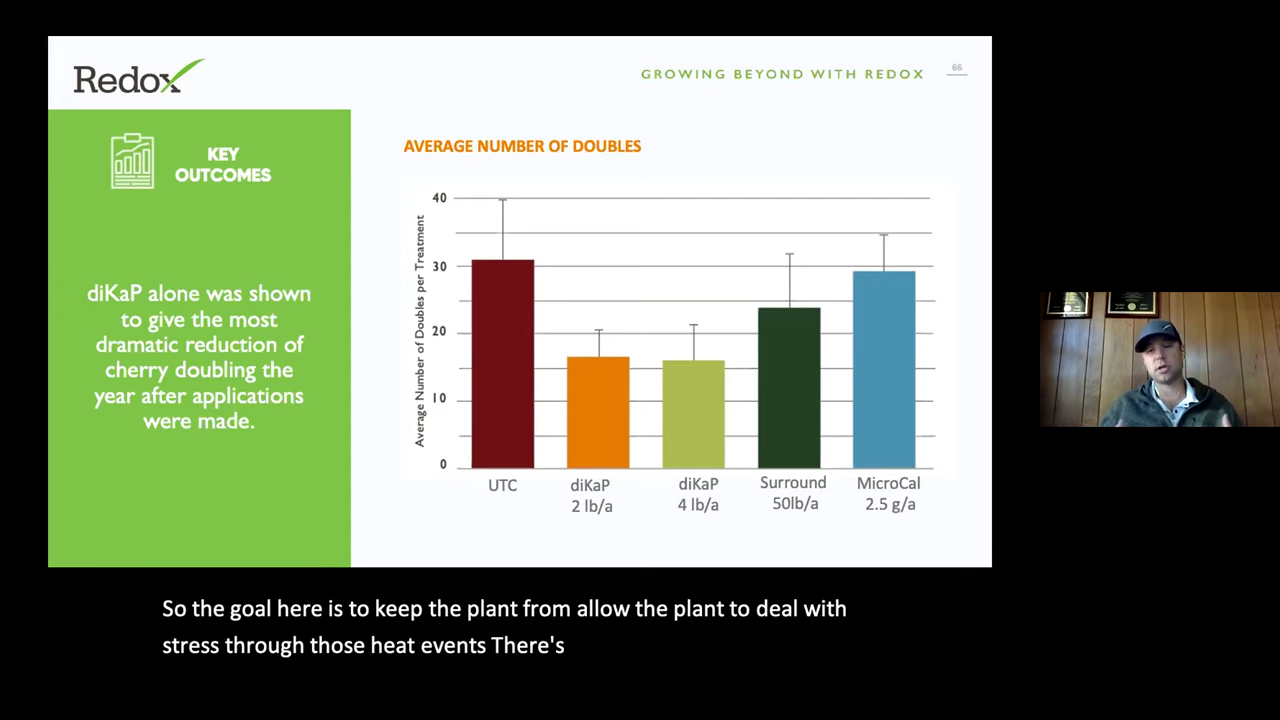 Redox
GROWING BEYOND WITH REDOX
66
KEY
OUTCOMES
diKaP alone was shown
to give the most
dramatic reduction of
cherry doubling the
year after applications
were made.
AVERAGE NUMBER OF DOUBLES
Average Number of Doubles per Treatment
40
30
20
10
0
UTC
diKaP
2 lb/a
diKaP
4 lb/a
Surround
50lb/a
MicroCal
2.5 g/a
So the goal here is to keep the plant from allow the plant to deal with
stress through those heat events There's